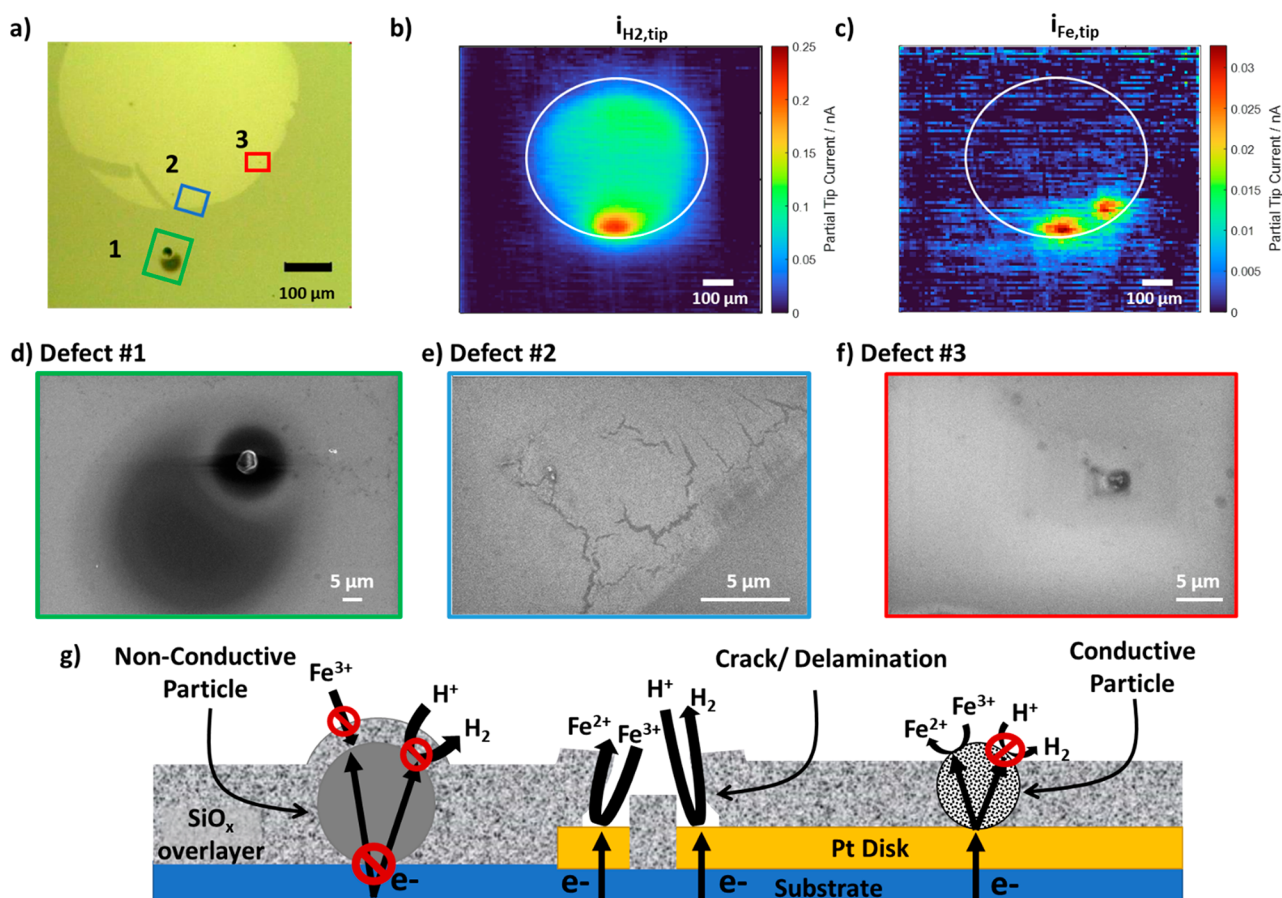 a)
1
2
3
100 µm
b)
iH2,tip
0.25
0.2
0.15
0.1
0.05
0
Partial Tip Current / nA
100 µm
c)
iFe,tip
0.03
0.025
0.02
0.015
0.01
0.005
0
Partial Tip Current / nA
100 µm
d) Defect #1
5 µm
e) Defect #2
5 µm
f) Defect #3
5 µm
g)
Non-Conductive
Particle
Fe3+
H+
H2
SiOx
overlayer
e-
Fe2+
Fe3+
H+
H2
Crack/ Delamination
e-
e-
Conductive
Particle
Fe2+
Fe3+
H+
H2
Pt Disk
Substrate
e-